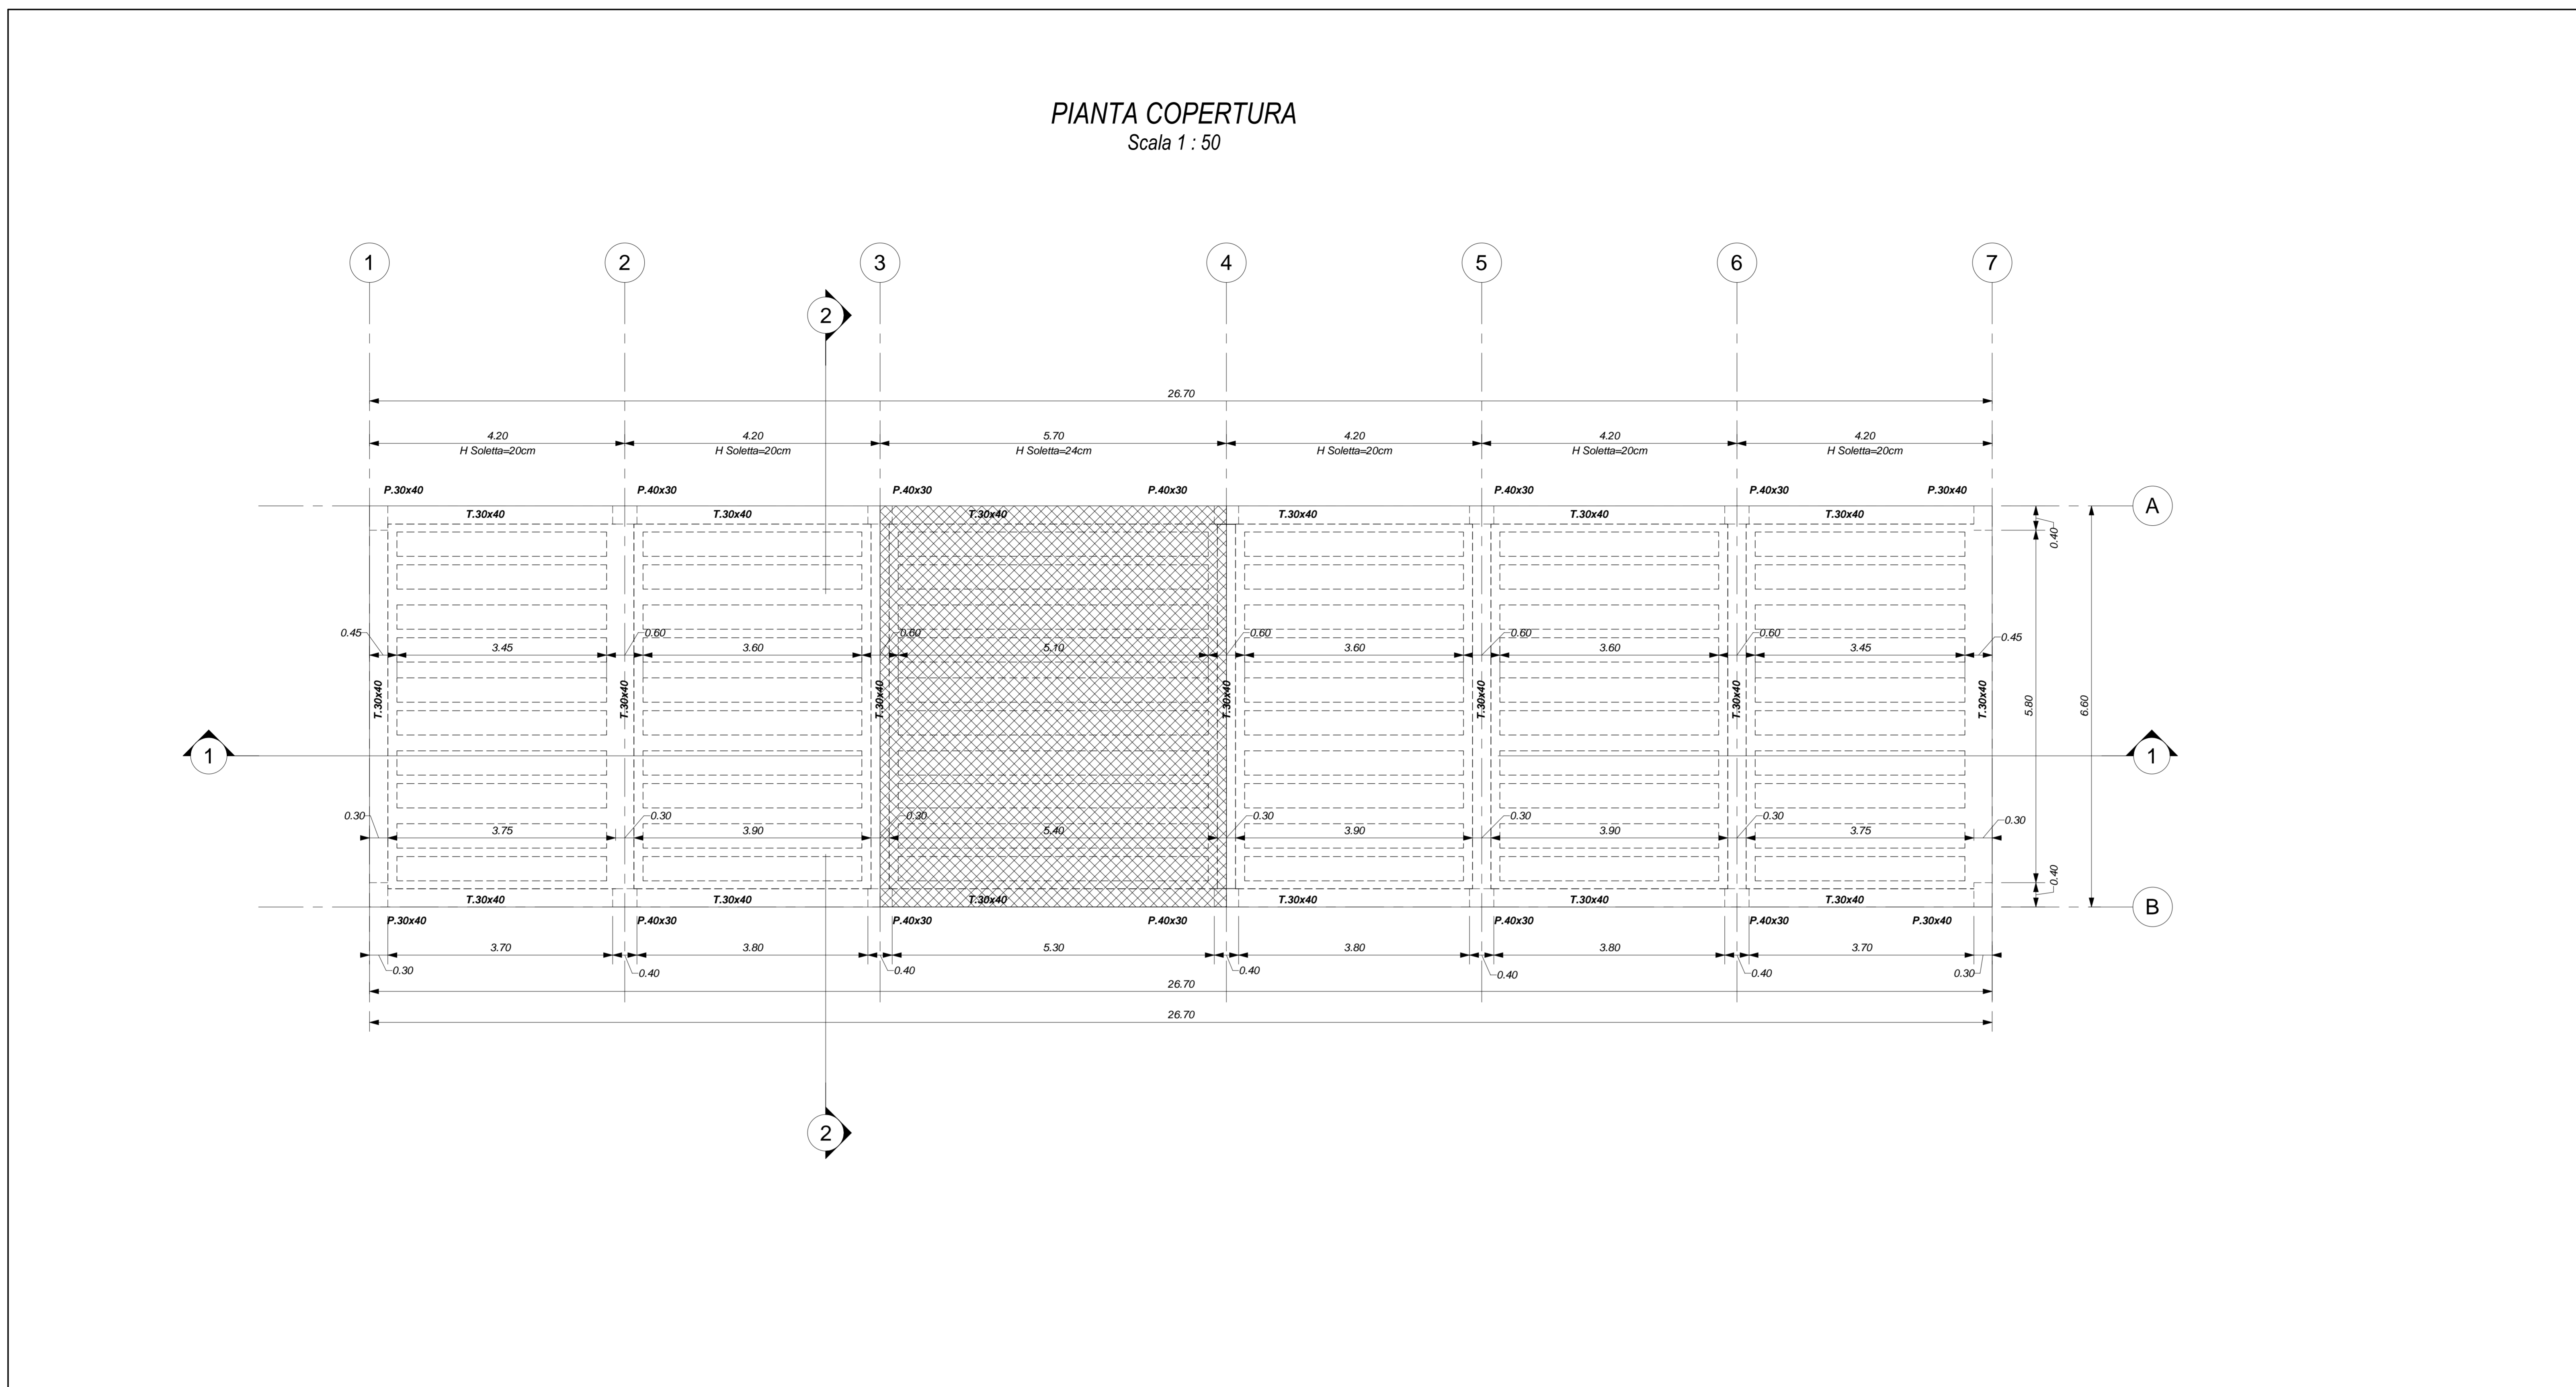 PIANTA COPERTURA
Scala 1 : 50
1 2 3 4 5 6 7
2
26.70
4.20 4.20 5.70 4.20 4.20 4.20
H Soletta=20cm H Soletta=20cm H Soletta=24cm H Soletta=20cm H Soletta=20cm H Soletta=20cm
P.30x40 P.40x30 P.40x30 P.40x30 P.40x30 P.40x30 P.30x40
A
T.30x40 T.30x40 T.30x40 T.30x40 T.30x40 T.30x40
0.40
0.45 0.60 0.60 0.60 0.60 0.60 0.45
3.45 3.60 5.10 3.60 3.60 3.45
T.30x40 T.30x40 T.30x40 T.30x40 T.30x40 T.30x40 T.30x40
5.80 6.60
1 1
0.30 0.30 0.30 0.30 0.30 0.30 0.30
3.75 3.90 5.40 3.90 3.90 3.75
0.40
T.30x40 T.30x40 T.30x40 T.30x40 T.30x40 T.30x40
B
P.30x40 P.40x30 P.40x30 P.40x30 P.40x30 P.40x30 P.30x40
3.70 3.80 5.30 3.80 3.80 3.70
0.30 0.40 0.40 0.40 0.40 0.40 0.30
26.70
26.70
2